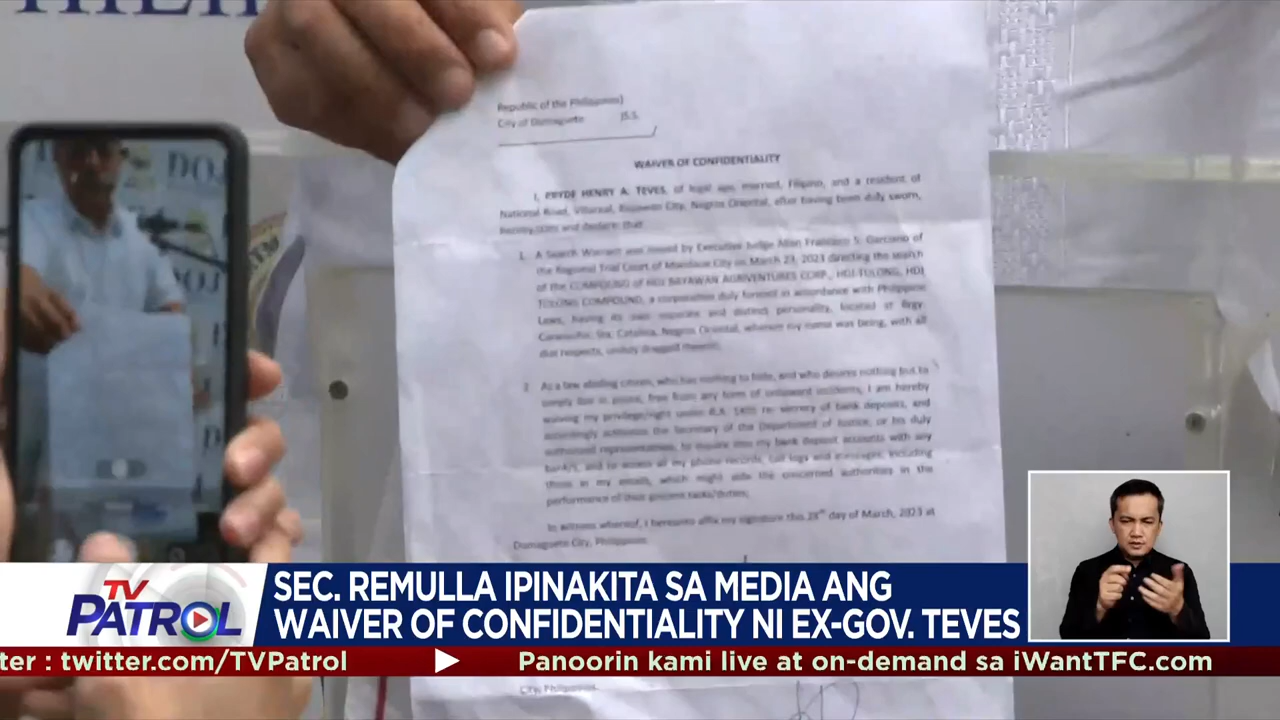 Republic of the Philippines)
City of Dumaguete )S.S.
WAIVER OF CONFIDENTIALITY
I, PRYDE HENRY A. TEVES, of legal age, married, Filipino, and a resident of
National Road, Villareal, Bayawan City, Negros Oriental, after having been duly sworn,
hereby state and declare: that
1. A Search Warrant was issued by Executive Judge Allan Francisco S. Garciano of
the Regional Trial Court of Mandaue City on March 23, 2023 directing the search
of the COMPOUND of HDJ BAYAWAN AGRIVENTURES CORP., HDJ-TULONG, HDJ
TULONG COMPOUND, a corporation duly formed in accordance with Philippine
Laws, having its own separate and distinct personality, located at Brgy
Caranoche, Sta. Catalina, Negros Oriental, wherein my name was being, with all
due respects, unduly dragged therein;
2. As a law abiding citizen, who has nothing to hide, and who desires nothing but to
simply live in peace, free from any form of untoward incidents, I am hereby
waiving my privilege/right under R.A. 1405 re: secrecy of bank deposits, and
accordingly authorize the Secretary of the Department of Justice, or his duly
authorized representatives, to inquire into my bank deposit accounts with any
bank/s, and to access all my phone records, call logs and messages, including
those in my emails, which might aide the concerned authorities in the
performance of their present tasks/duties;
In witness whereof, I hereunto affix my signature this 28th day of March, 2023 at
Dumaguete City, Philippines.
DOJ
TV
PATROL
SEC. REMULLA IPINAKITA SA MEDIA ANG
WAIVER OF CONFIDENTIALITY NI EX-GOV. TEVES
ter : twitter.com/TVPatrol Panoorin kami live at on-demand sa iWantTFC.com
City, Philippines.